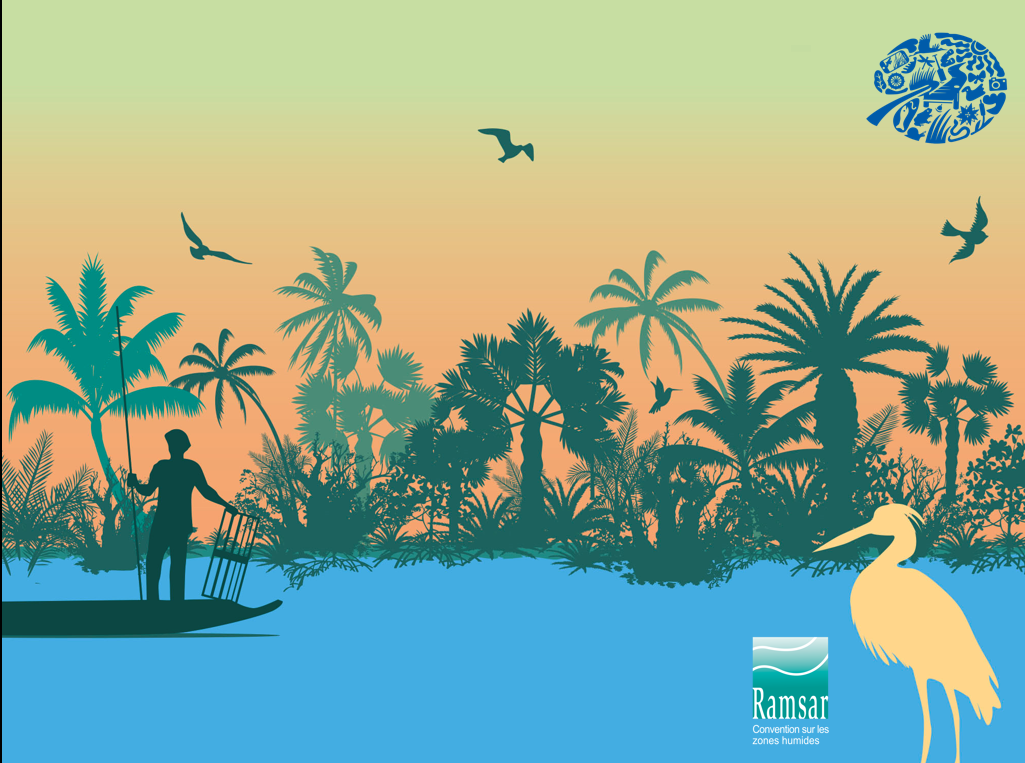 Ramsar
Convention sur les
zones humides